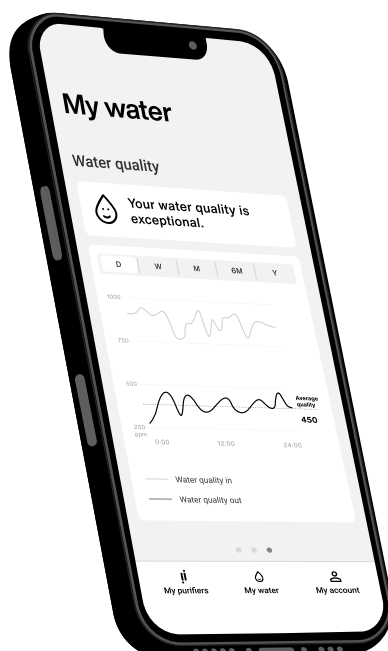 My water
Water quality
Your water quality is
exceptional.
D W M 6M Y
1000
750
500
Average
quality
450
250
ppm
0:00 12:00 24:00
Water quality in
Water quality out
My purifiers My water My account